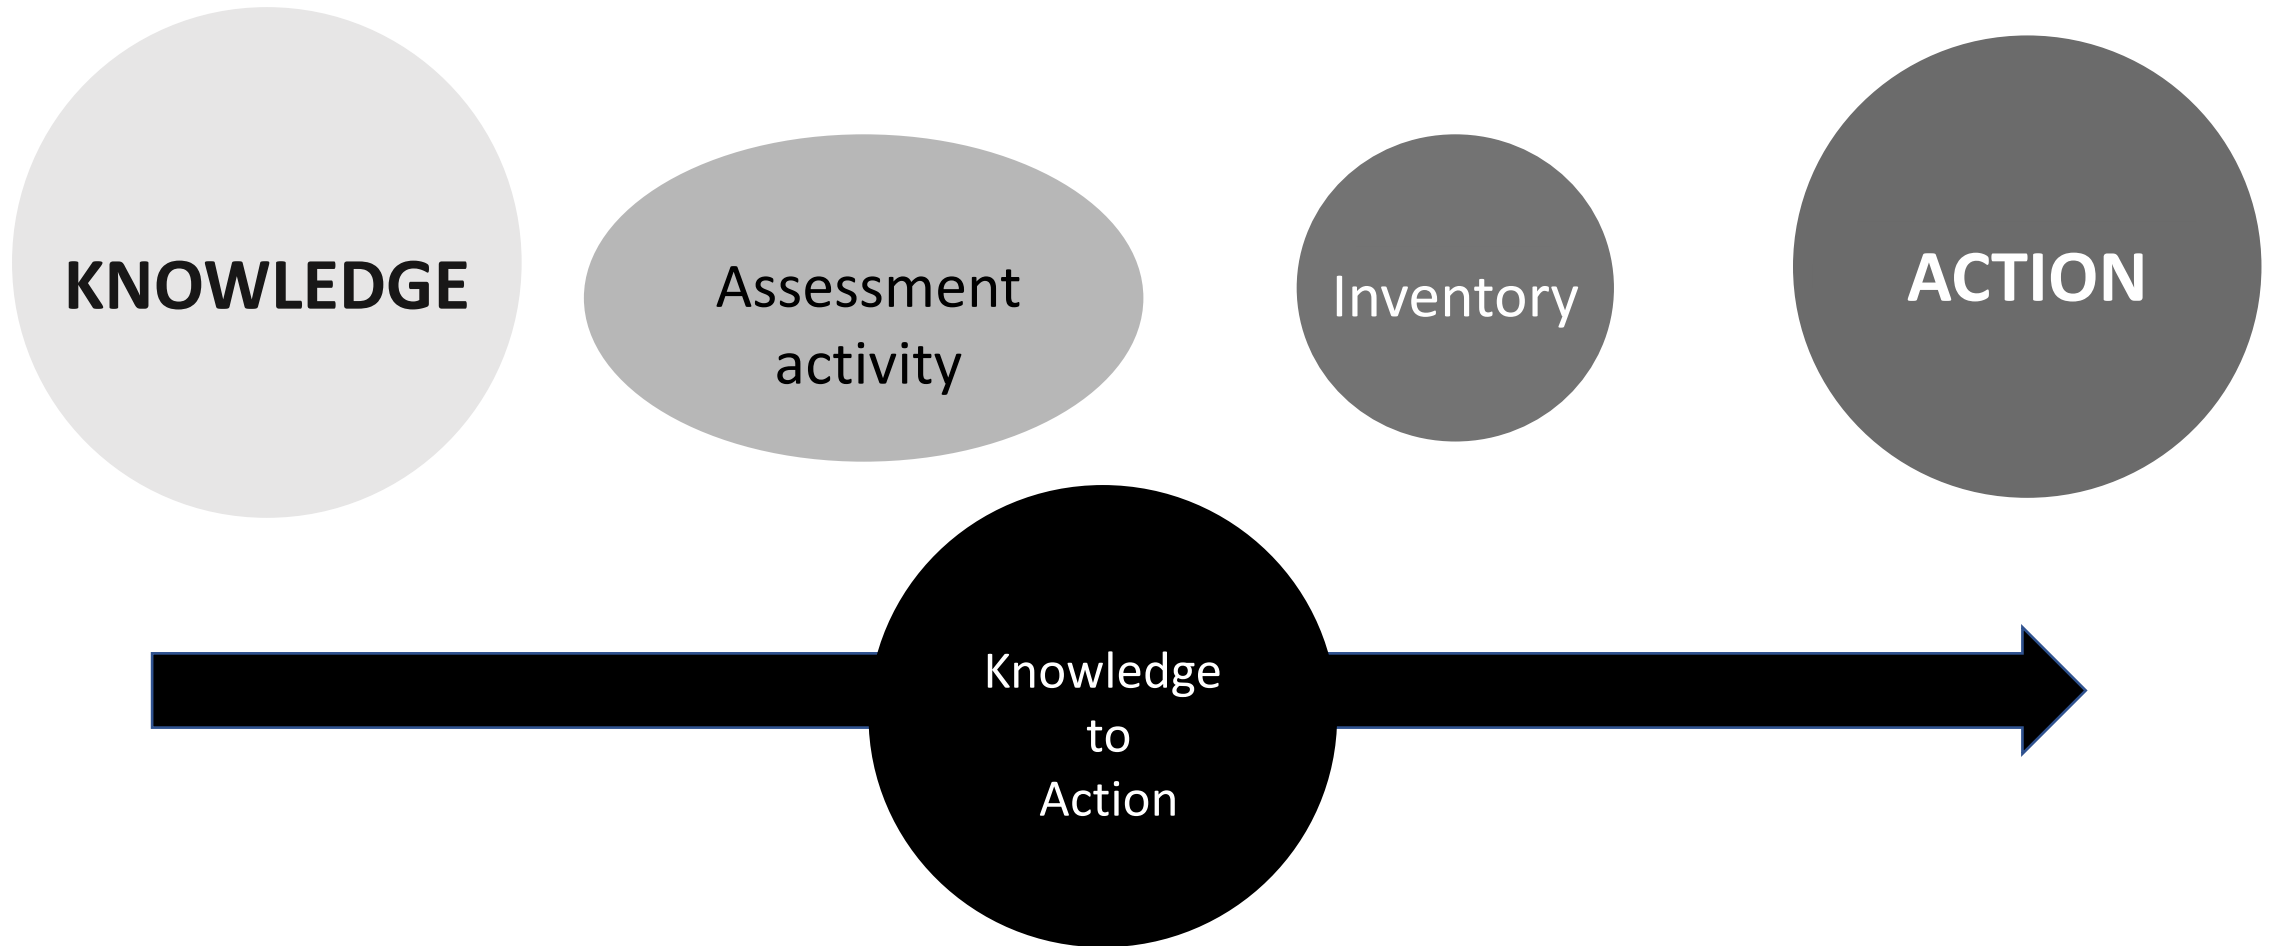 KNOWLEDGE
Assessment
activity
Inventory
ACTION
Knowledge
to
Action